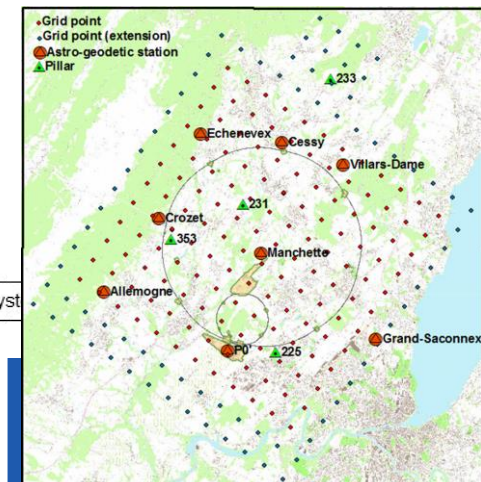 Grid point
Grid point (extension)
Astro-geodetic station
Pillar
233
Echenevex
Cessy
Villars-Dame
231
Crozet
353
Manchette
Allemogne
Grand-Saconnex
P0
225